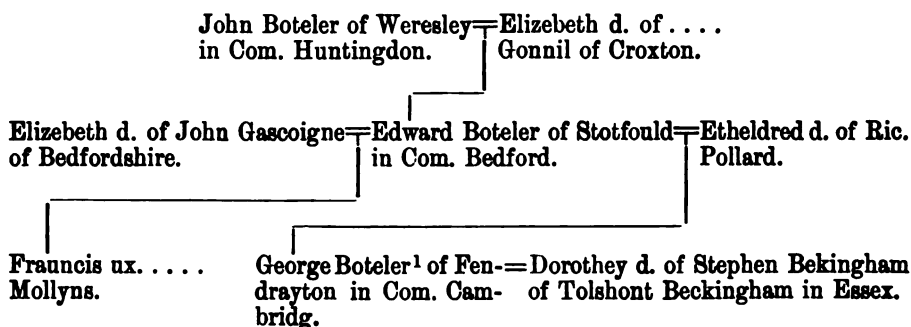 John Boteler of Weresley=Elizebeth d. of . . . .
in Com. Huntingdon. Gonnil of Croxton.
Elizebeth d. of John Gascoigne=Edward Boteler of Stotfould=Etheldred d. of Ric.
of Bedfordshire. in Com. Bedford. Pollard.
Frauncis ux. . . . . . George Boteler¹ of Fen-=Dorothey d. of Stephen Bekingham
Mollyns. drayton in Com. Cam- of Tolshont Beckingham in Essex.
bridg.